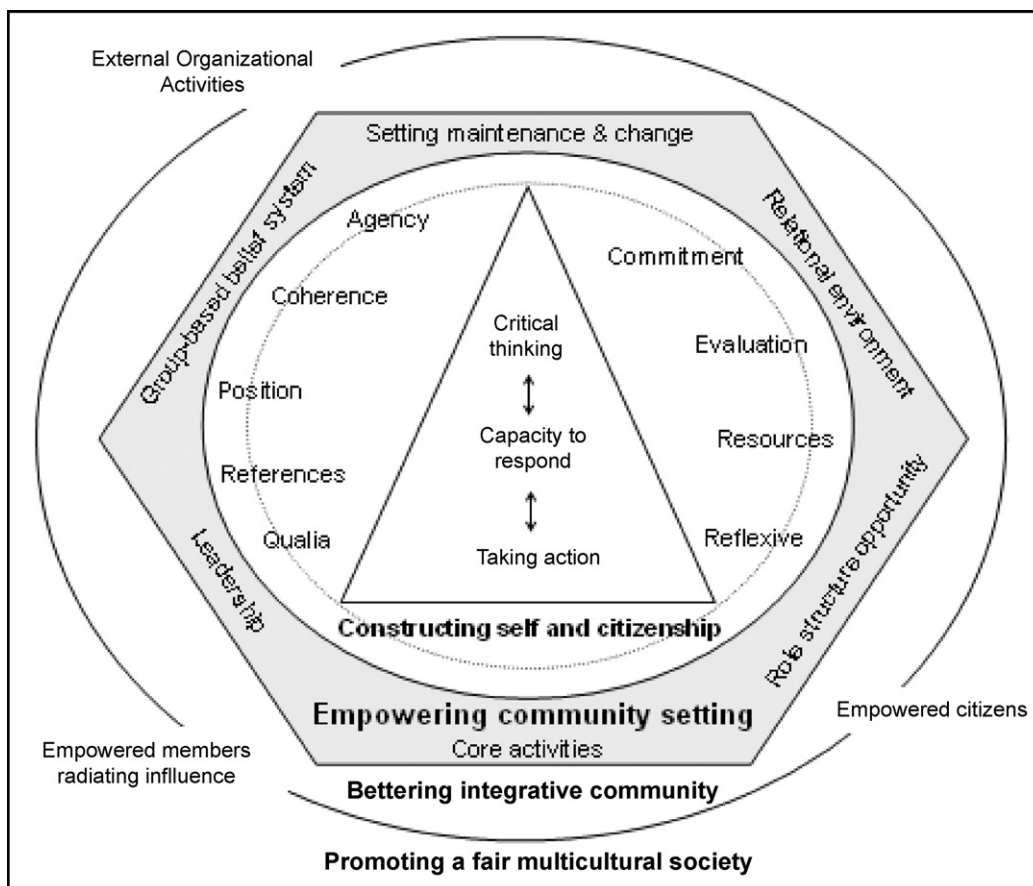 External Organizational
Activities
Setting maintenance & change
Group-based belief system
Relational environment
Agency
Commitment
Coherence
Critical
thinking
Evaluation
Position
Capacity to
respond
Resources
References
Qualia
Taking action
Reflexive
Leadership
Role structure opportunity
Constructing self and citizenship
Empowering community setting
Core activities
Empowered citizens
Empowered members
radiating inflluence
Bettering integrative community
Promoting a fair multicultural society